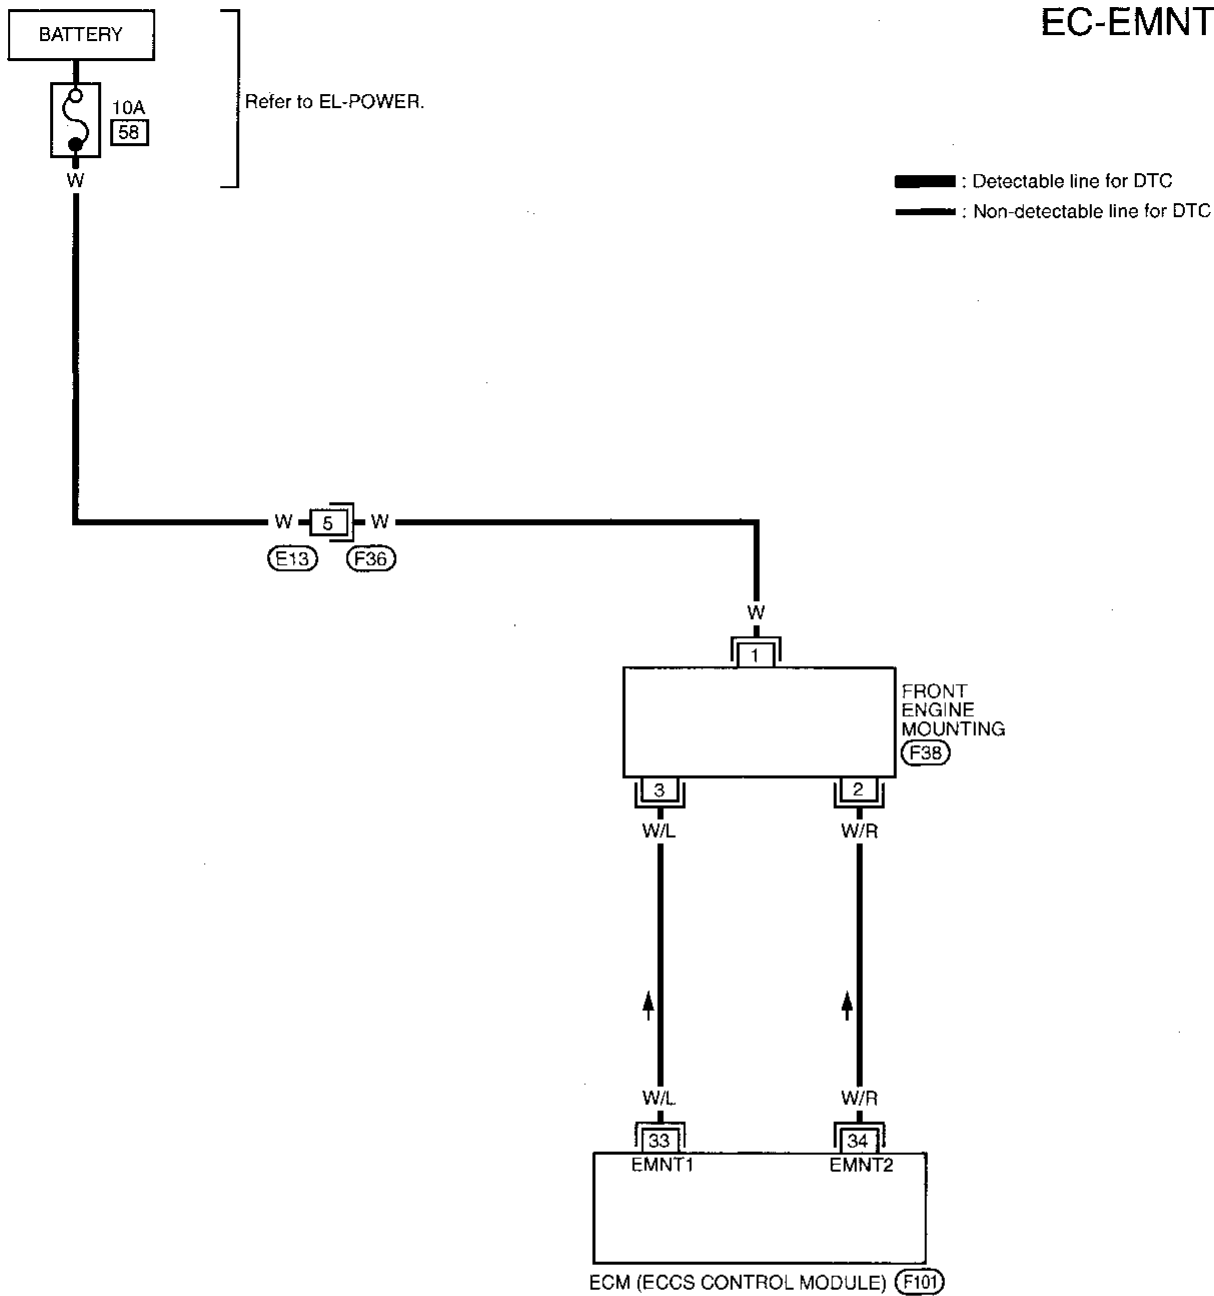 EC-EMNT
BATTERY
10A
58
Refer to EL-POWER.
W
: Detectable line for DTC
: Non-detectable line for DTC
W 5 W
E13 F36
W
1
FRONT
ENGINE
MOUNTING
F38
3 2
W/L W/R
W/L W/R
33 34
EMNT1 EMNT2
ECM (ECCS CONTROL MODULE) F101